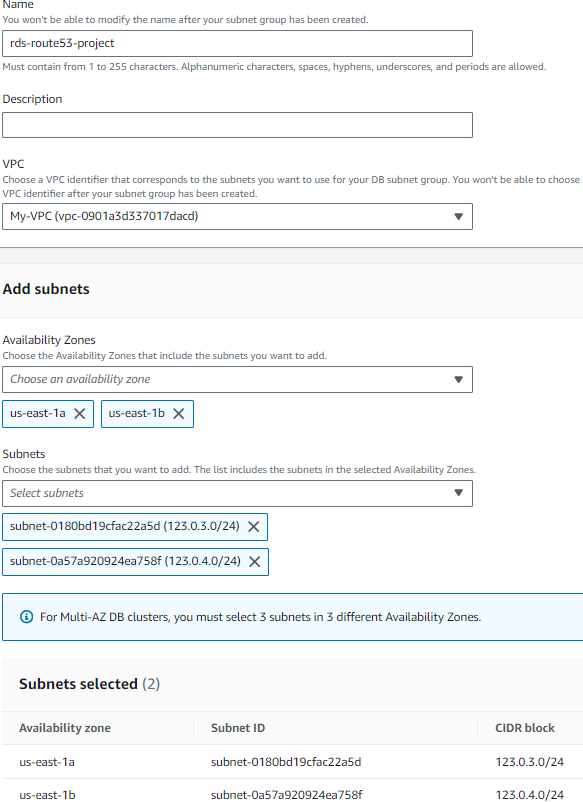 Name
You won't be able to modify the name after your subnet group has been created.
rds-route53-project
Must contain from 1 to 255 characters. Alphanumeric characters, spaces, hyphens, underscores, and periods are allowed.
Description
VPC
Choose a VPC identifier that corresponds to the subnets you want to use for your DB subnet group. You won't be able to choose
VPC identifier after your subnet group has been created.
My-VPC (vpc-0901a3d337017dacd)
Add subnets
Availability Zones
Choose the Availability Zones that include the subnets you want to add.
Choose an availability zone
us-east-1a us-east-1b
Subnets
Choose the subnets that you want to add. The list includes the subnets in the selected Availability Zones.
Select subnets
subnet-0180bd19cfac22a5d (123.0.3.0/24)
subnet-0a57a920924ea758f (123.0.4.0/24)
For Multi-AZ DB clusters, you must select 3 subnets in 3 different Availability Zones.
Subnets selected (2)
Availability zone Subnet ID CIDR block
us-east-1a subnet-0180bd19cfac22a5d 123.0.3.0/24
us-east-1b subnet-0a57a920924ea758f 123.0.4.0/24